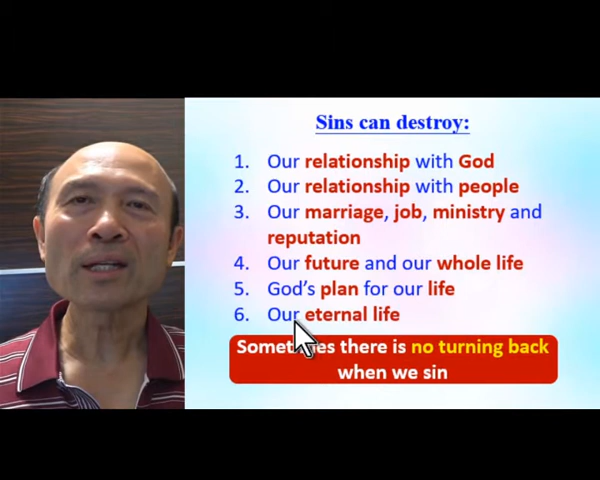 Sins can destroy:
1. Our relationship with God
2. Our relationship with people
3. Our marriage, job, ministry and
reputation
4. Our future and our whole life
5. God's plan for our life
6. Our eternal life
Sometimes there is no turning back
when we sin